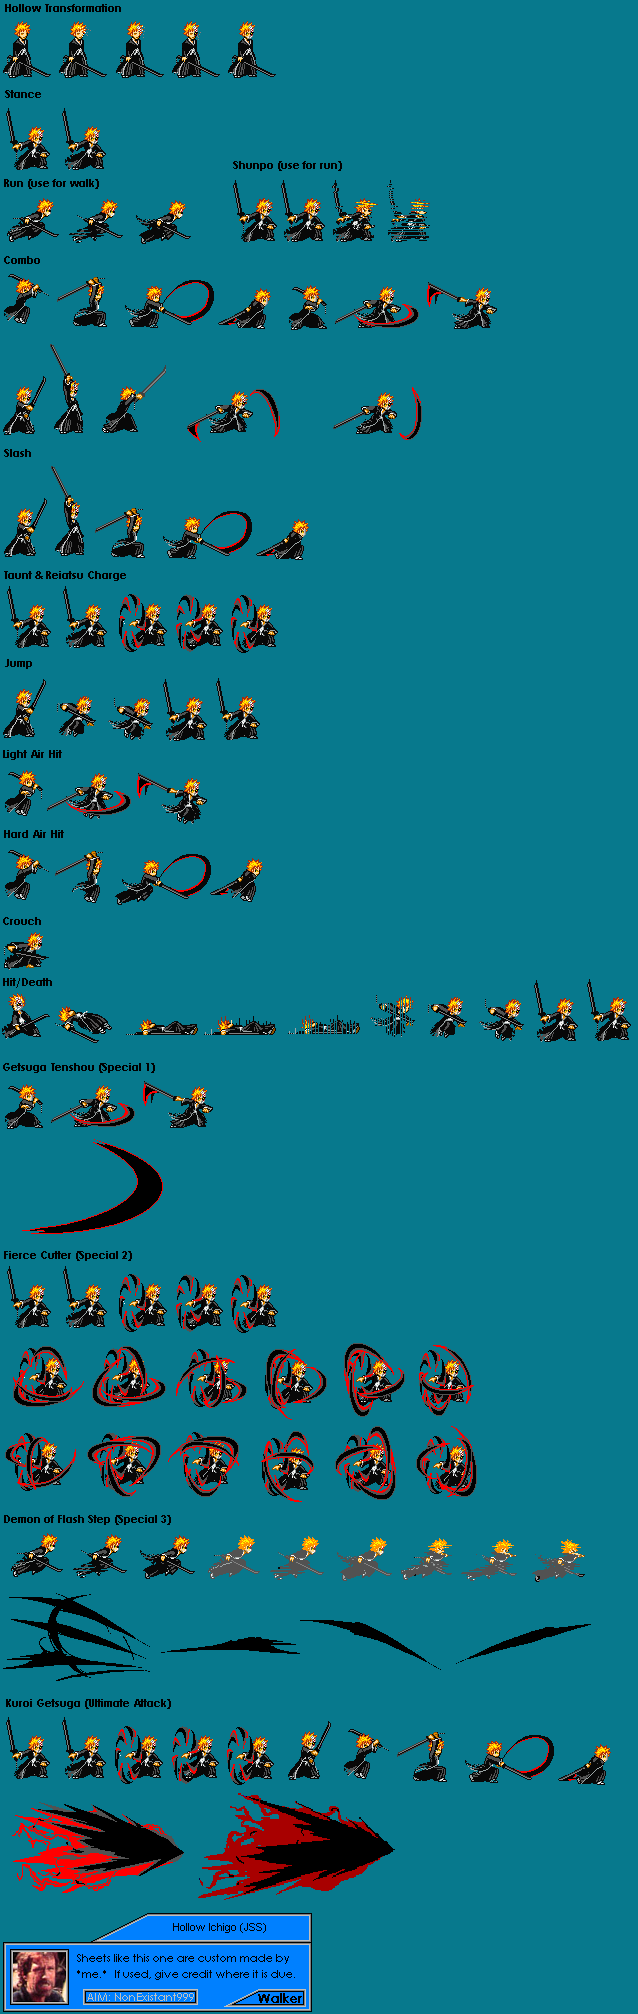 Hollow Transformation
Stance
Shunpo (use for run)
Run (use for walk)
Combo
Slash
Taunt & Reiatsu Charge
Jump
Light Air Hit
Hard Air Hit
Crouch
Hit/Death
Getsuga Tenshou (Special 1)
Fierce Cutter (Special 2)
Demon of Flash Step (Special 3)
Kuroi Getsuga (Ultimate Attack)
Hollow Ichigo (JSS)
Sheets like this one are custom made by
*me.*  If used, give credit where it is due.
AIM: NonExistant999
Walker